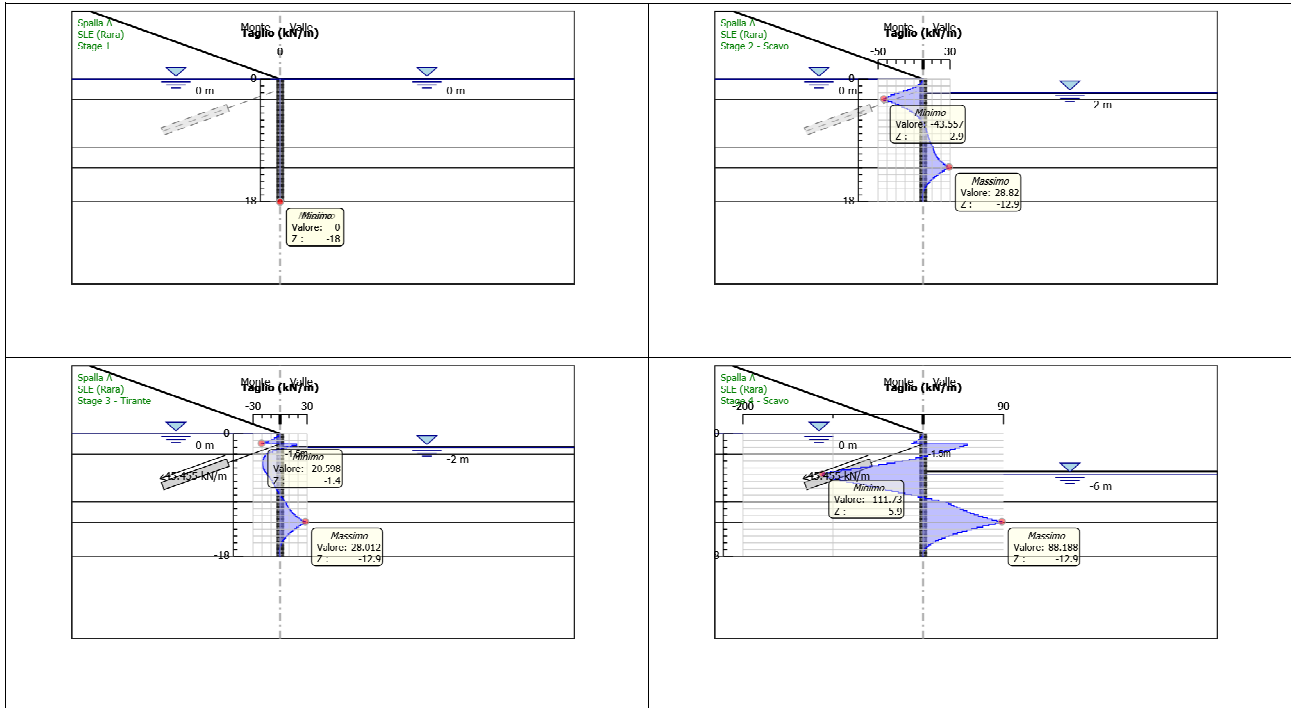 Spalla A
SLE (Rara)
Stage 1
Monte Valle
Taglio (kN/m)
0
0
0 m
0 m
18
Minimo
Valore: 0
Z : -18
Spalla A
SLE (Rara)
Stage 2 - Scavo
Monte Valle
Taglio (kN/m)
-50 30
0
0 m
2 m
Minimo
Valore: -43.557
Z : 2.9
Massimo
Valore: 28.82
Z : -12.9
18
Spalla A
SLE (Rara)
Stage 3 - Tirante
Monte Valle
Taglio (kN/m)
-30 30
0
0 m
-1.5m
-2 m
45.455 kN/m
Minimo
Valore: 20.598
Z : -1.4
Massimo
Valore: 28.012
Z : -12.9
-18
Spalla A
SLE (Rara)
Stage 4 - Scavo
Monte Valle
Taglio (kN/m)
-200 90
0
0 m
-1.5m
-6 m
45.455 kN/m
Minimo
Valore: 111.73
Z : 5.9
Massimo
Valore: 88.188
Z : -12.9